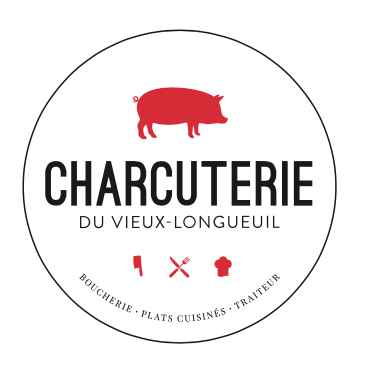 CHARCUTERIE
DU VIEUX-LONGUEUIL
BOUCHERIE · PLATS CUISINÉS · TRAITEUR